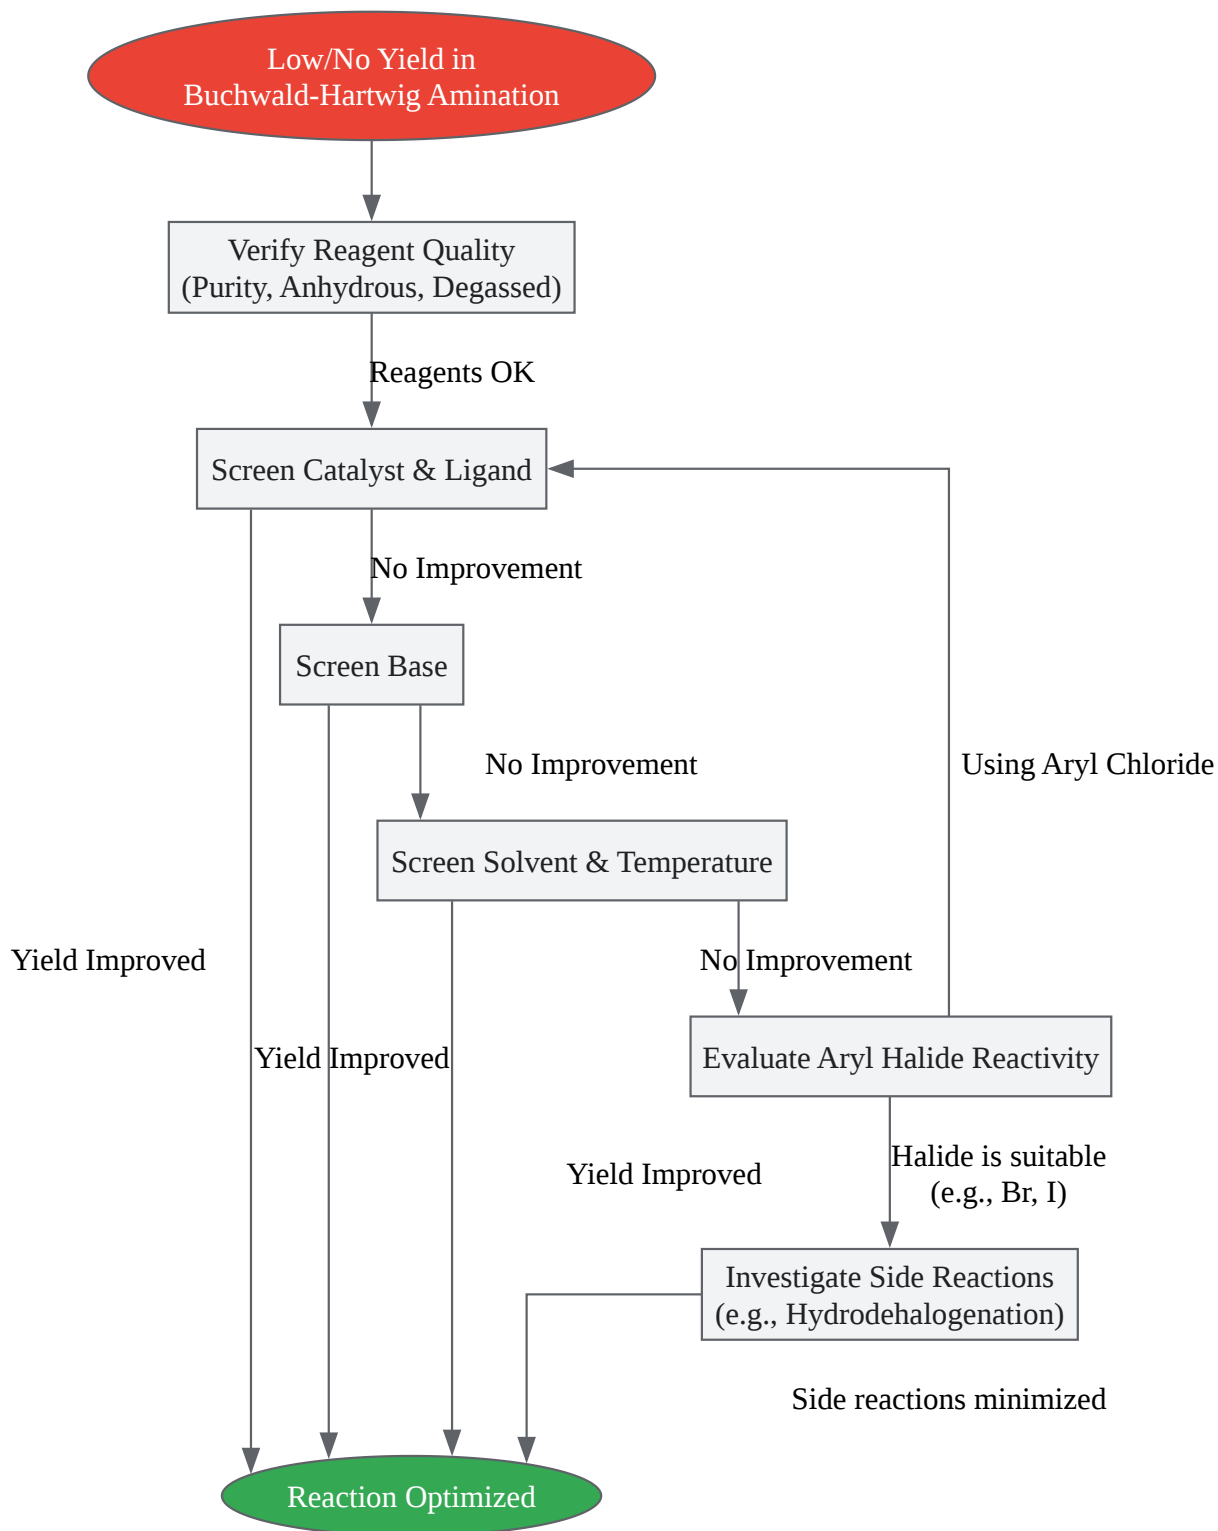 Low/No Yield in
Buchwald-Hartwig Amination
Verify Reagent Quality
(Purity, Anhydrous, Degassed)
Reagents OK
Screen Catalyst & Ligand
No Improvement
Screen Base
No Improvement
Using Aryl Chloride
Screen Solvent & Temperature
Yield Improved
No Improvement
Yield Improved
Evaluate Aryl Halide Reactivity
Yield Improved
Halide is suitable
(e.g., Br, I)
Investigate Side Reactions
(e.g., Hydrodehalogenation)
Side reactions minimized
Reaction Optimized